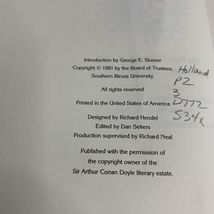 Introduction by George E. Slusser
Copyright © 1981 by the Board of Trustees,
Southern Illinois University.
All rights reserved
Printed in the United States of America
Designed by Richard Hendel
Edited by Dan Seiters
Production supervised by Richard Neal
Published with the permission of
the copyright owner of the
Sir Arthur Conan Doyle literary estate.
Holland
PZ
3
D772
S34x